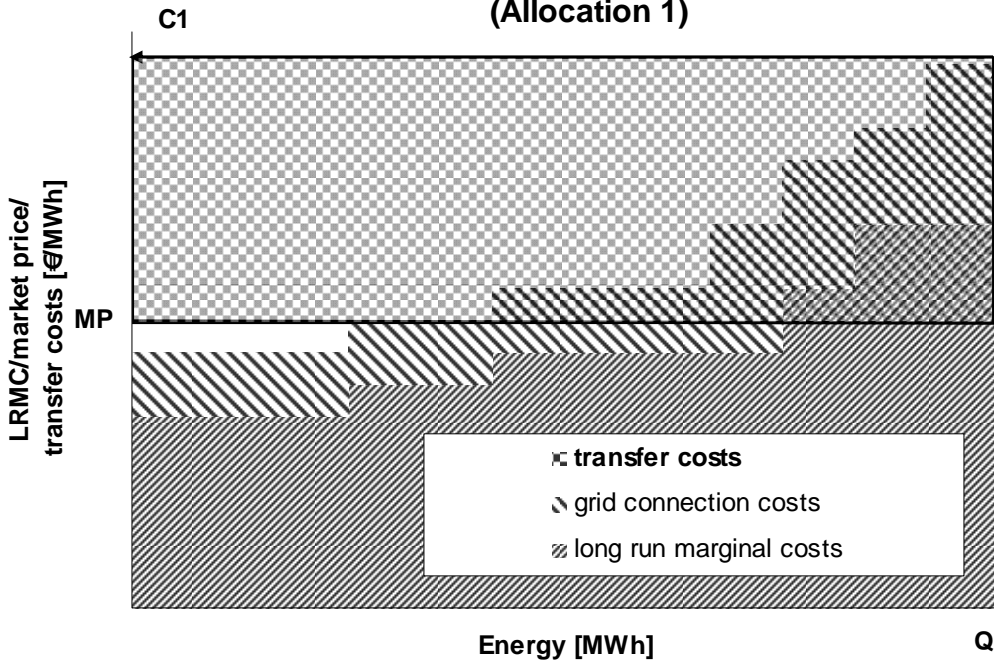 (Allocation 1)
C1
LRMC/market price/
transfer costs [€/MWh]
MP
transfer costs
grid connection costs
long run marginal costs
Energy [MWh]
Q